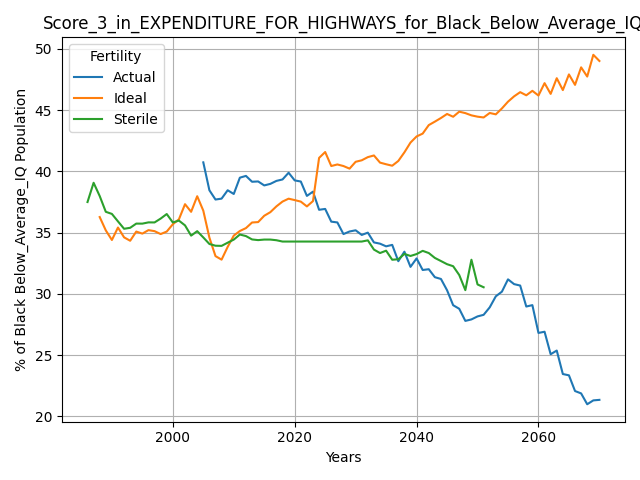 Score_3_in_EXPENDITURE_FOR_HIGHWAYS_for_Black_Below_Average_IQ
Fertility
Actual
Ideal
Sterile
% of Black Below_Average_IQ Population
50
45
40
35
30
25
20
2000
2020
2040
2060
Years